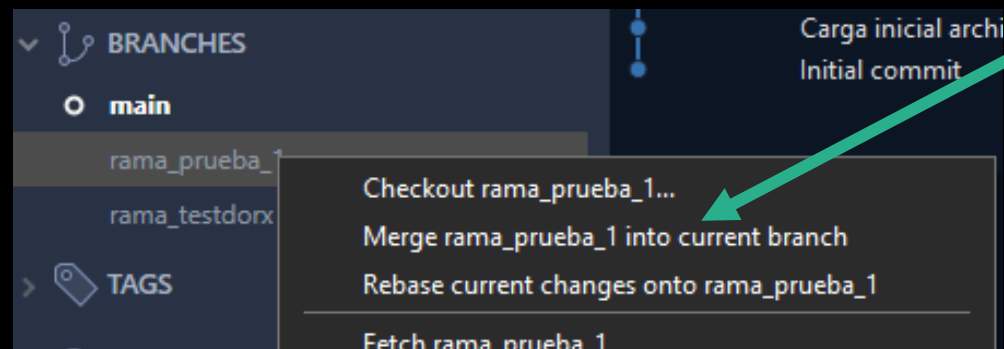 BRANCHES
main
rama_prueba_1
rama_testdorx
TAGS
Carga inicial archi
Initial commit
Checkout rama_prueba_1...
Merge rama_prueba_1 into current branch
Rebase current changes onto rama_prueba_1
Fetch rama_prueba_1